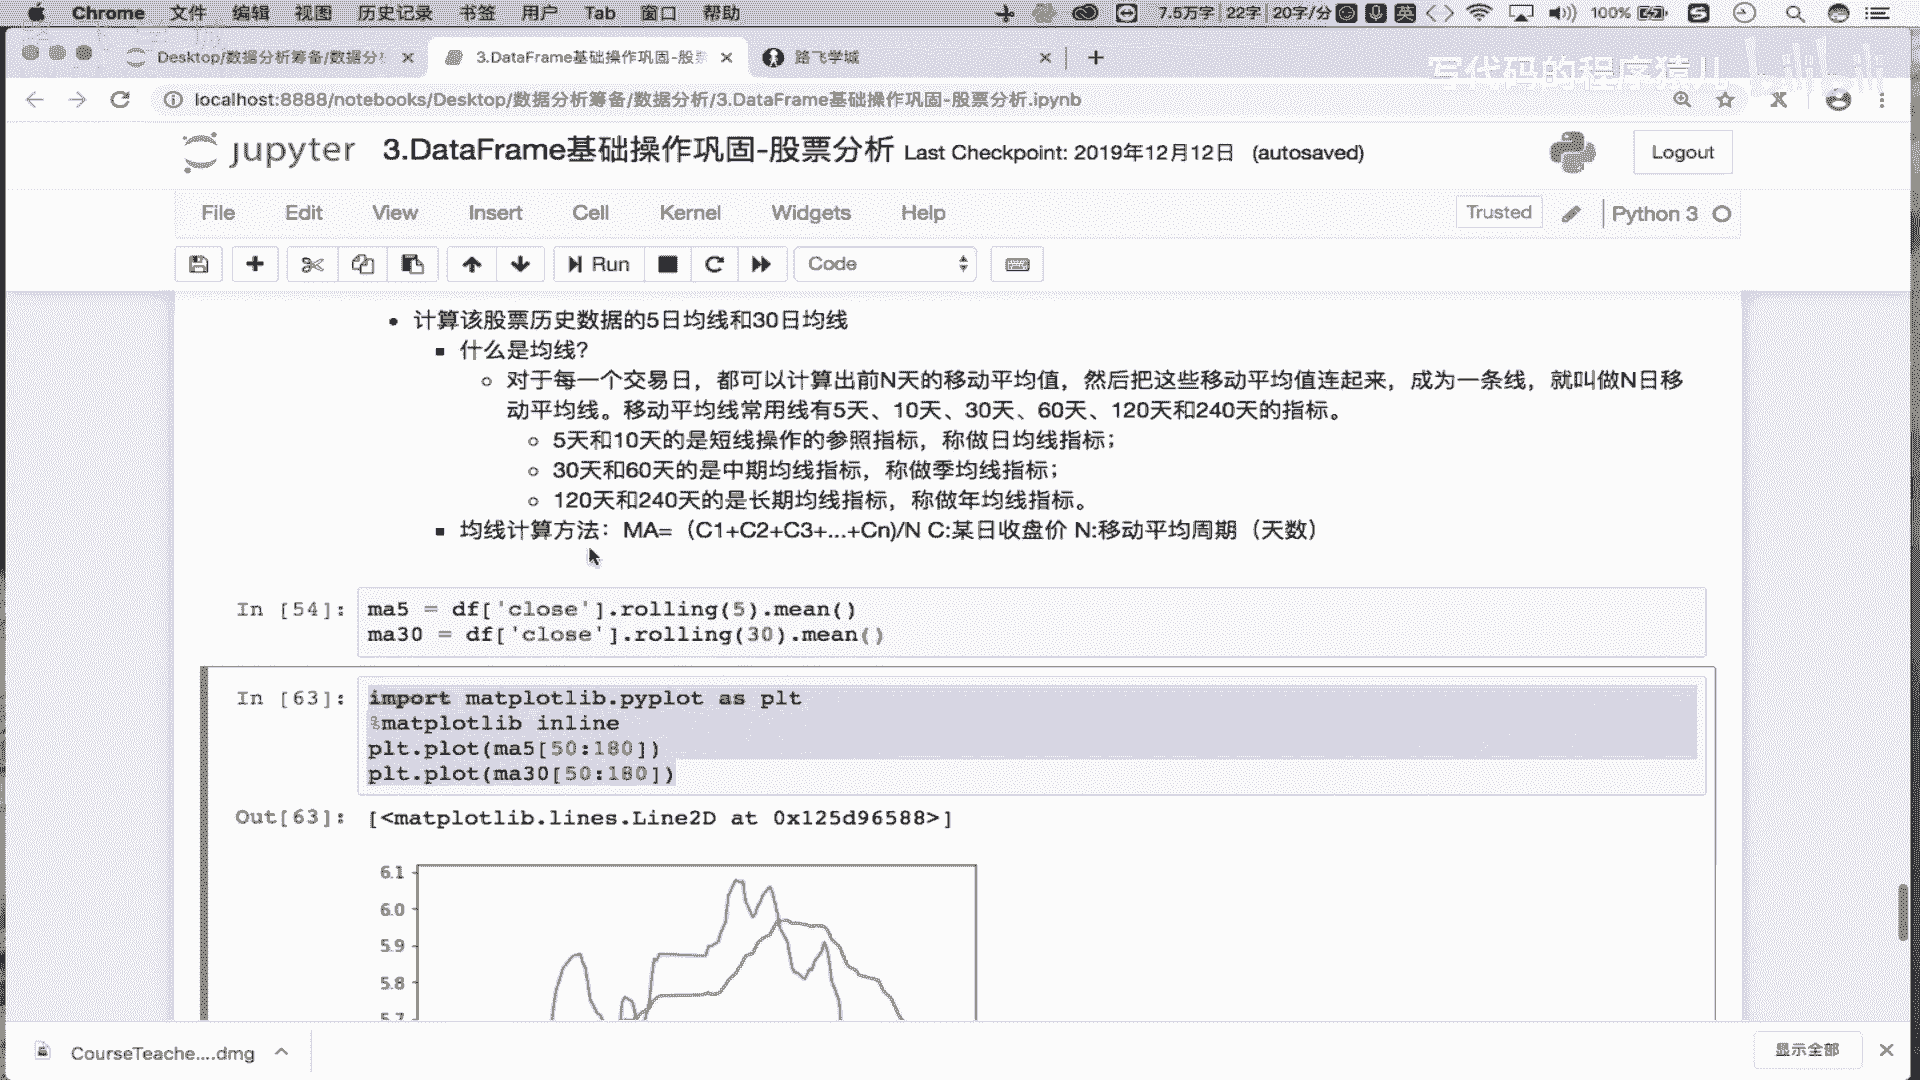 Chrome 文件 编辑 视图 历史记录 书签 用户 Tab 窗口 帮助 7.5万字 22字 20字/分 英 100%
Desktop/数据分析筹备/数据分 3.DataFrame基础操作巩固-股票 路飞学城
写代码的程序猿儿 bilibili
localhost:8888/notebooks/Desktop/数据分析筹备/数据分析/3.DataFrame基础操作巩固-股票分析.ipynb
jupyter 3.DataFrame基础操作巩固-股票分析 Last Checkpoint: 2019年12月12日 (autosaved) Logout
File Edit View Insert Cell Kernel Widgets Help Trusted Python 3
Run Code
计算该股票历史数据的5日均线和30日均线
什么是均线?
对于每一个交易日，都可以计算出前N天的移动平均值，然后把这些移动平均值连起来，成为一条线，就叫做N日移
动平均线。移动平均线常用线有5天、10天、30天、60天、120天和240天的指标。
5天和10天的是短线操作的参照指标，称做日均线指标；
30天和60天的是中期均线指标，称做季均线指标；
120天和240天的是长期均线指标，称做年均线指标。
均线计算方法：MA=（C1+C2+C3+...+Cn)/N C:某日收盘价 N:移动平均周期（天数）
In [54]: ma5 = df['close'].rolling(5).mean()
ma30 = df['close'].rolling(30).mean()
In [63]: import matplotlib.pyplot as plt
%matplotlib inline
plt.plot(ma5[50:180])
plt.plot(ma30[50:180])
Out[63]: [<matplotlib.lines.Line2D at 0x125d96588>]
6.1
6.0
5.9
5.8
5.7
CourseTeache....dmg 显示全部